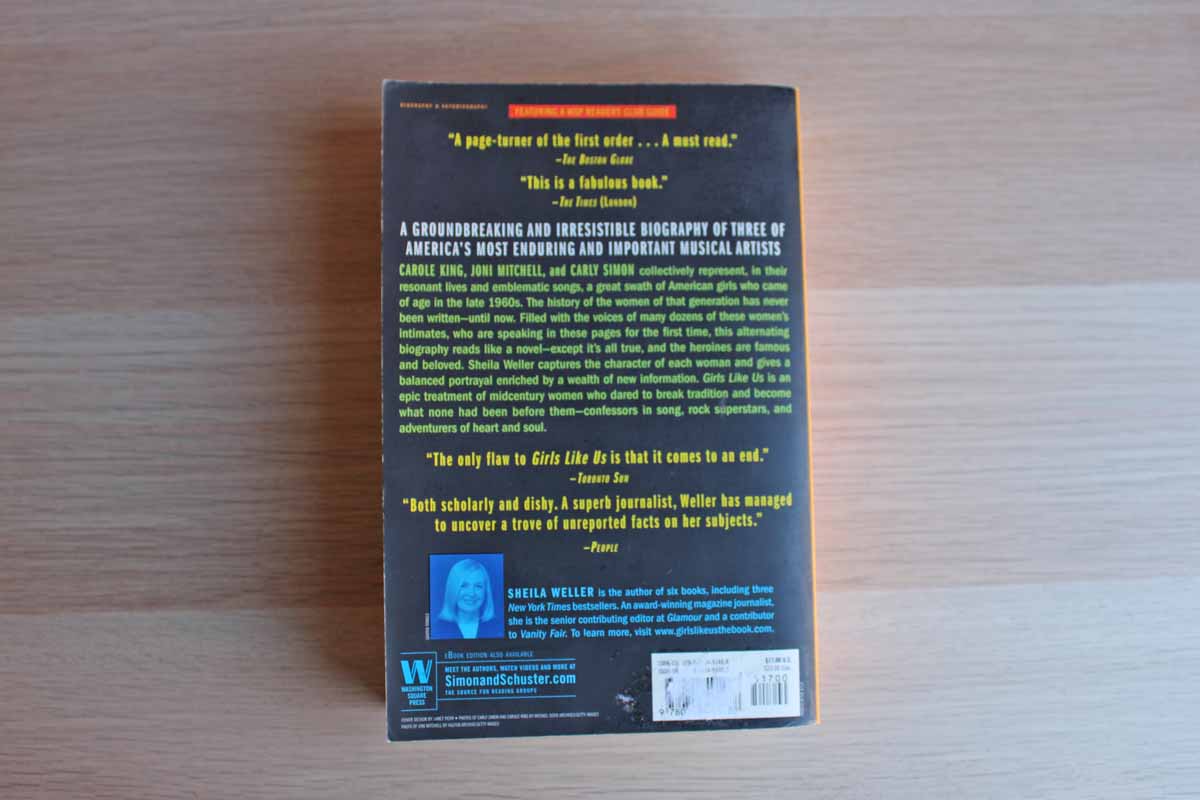 BIOGRAPHY & AUTOBIOGRAPHY
FEATURING A WSP READERS CLUB GUIDE
“A page-turner of the first order . . . A must read.”
—THE BOSTON GLOBE
“This is a fabulous book.”
—THE TIMES (LONDON)
A GROUNDBREAKING AND IRRESISTIBLE BIOGRAPHY OF THREE OF
AMERICA’S MOST ENDURING AND IMPORTANT MUSICAL ARTISTS
CAROLE KING, JONI MITCHELL, and CARLY SIMON collectively represent, in their
resonant lives and emblematic songs, a great swath of American girls who came
of age in the late 1960s. The history of the women of that generation has never
been written—until now. Filled with the voices of many dozens of these women’s
intimates, who are speaking in these pages for the first time, this alternating
biography reads like a novel—except it’s all true, and the heroines are famous
and beloved. Sheila Weller captures the character of each woman and gives a
balanced portrayal enriched by a wealth of new information. Girls Like Us is an
epic treatment of midcentury women who dared to break tradition and become
what none had been before them—confessors in song, rock superstars, and
adventurers of heart and soul.
“The only flaw to Girls Like Us is that it comes to an end.”
—TORONTO SUN
“Both scholarly and dishy. A superb journalist, Weller has managed
to uncover a trove of unreported facts on her subjects.”
—PEOPLE
SHEILA WELLER is the author of six books, including three
New York Times bestsellers. An award-winning magazine journalist,
she is the senior contributing editor at Glamour and a contributor
to Vanity Fair. To learn more, visit www.girlslikeusthebook.com.
W
WASHINGTON
SQUARE
PRESS
EBOOK EDITION ALSO AVAILABLE
MEET THE AUTHORS, WATCH VIDEOS AND MORE AT
SimonandSchuster.com
THE SOURCE FOR READING GROUPS
$17.00 U.S.
51700
9 780